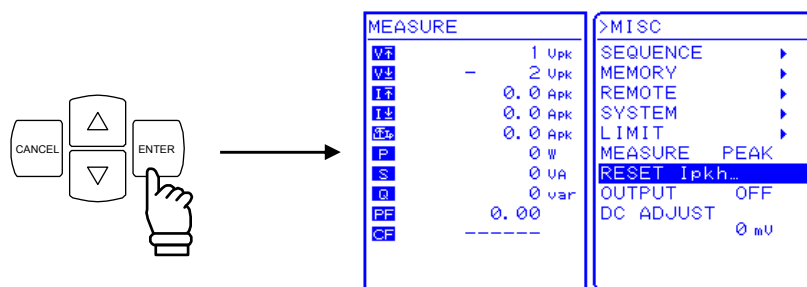 CANCEL
ENTER
MEASURE
V 1 Vpk
V - 2 Vpk
I 0.0 Apk
I 0.0 Apk
0.0 Apk
P 0 W
S 0 VA
Q 0 var
PF 0.00
CF ------
>MISC
SEQUENCE
MEMORY
REMOTE
SYSTEM
LIMIT
MEASURE PEAK
RESET Ipkh…
OUTPUT OFF
DC ADJUST
0 mV